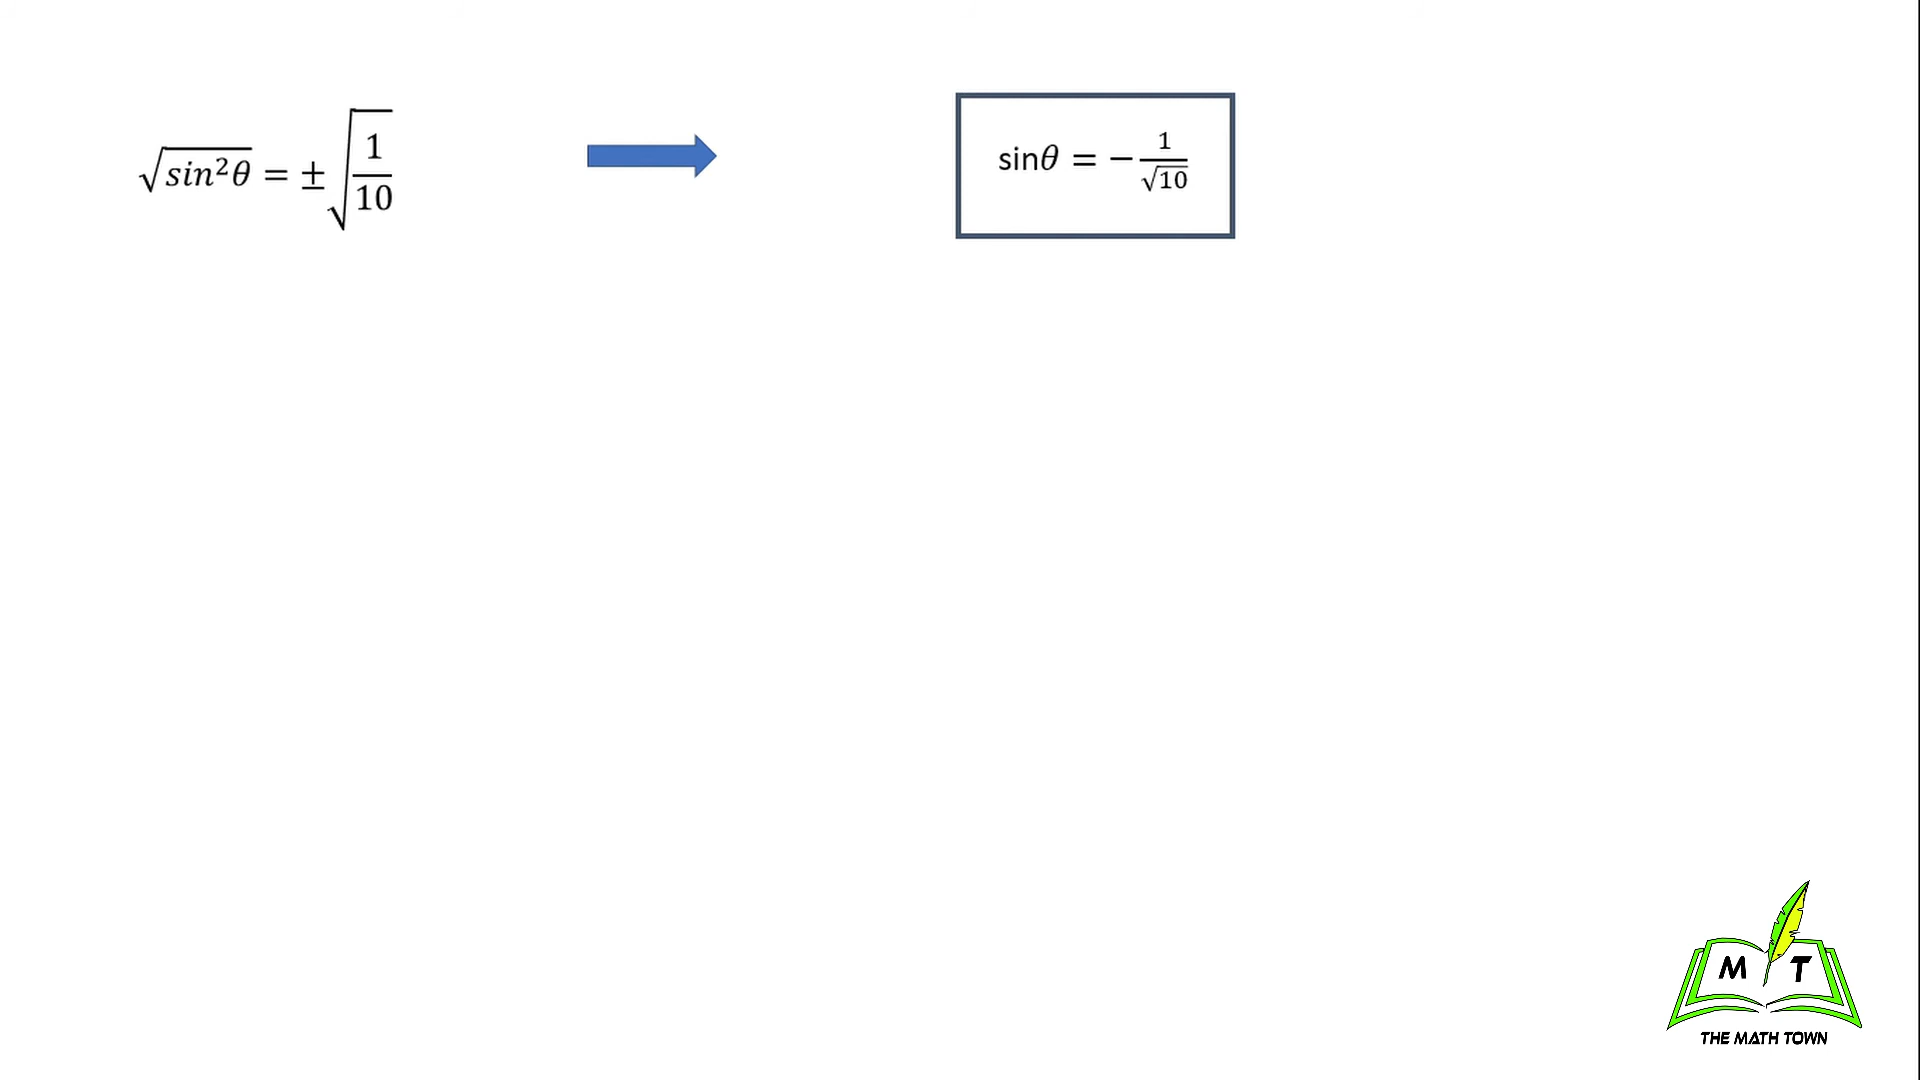 √sin²θ = ± √1/10
sinθ = − 1/√10
M T
THE MATH TOWN